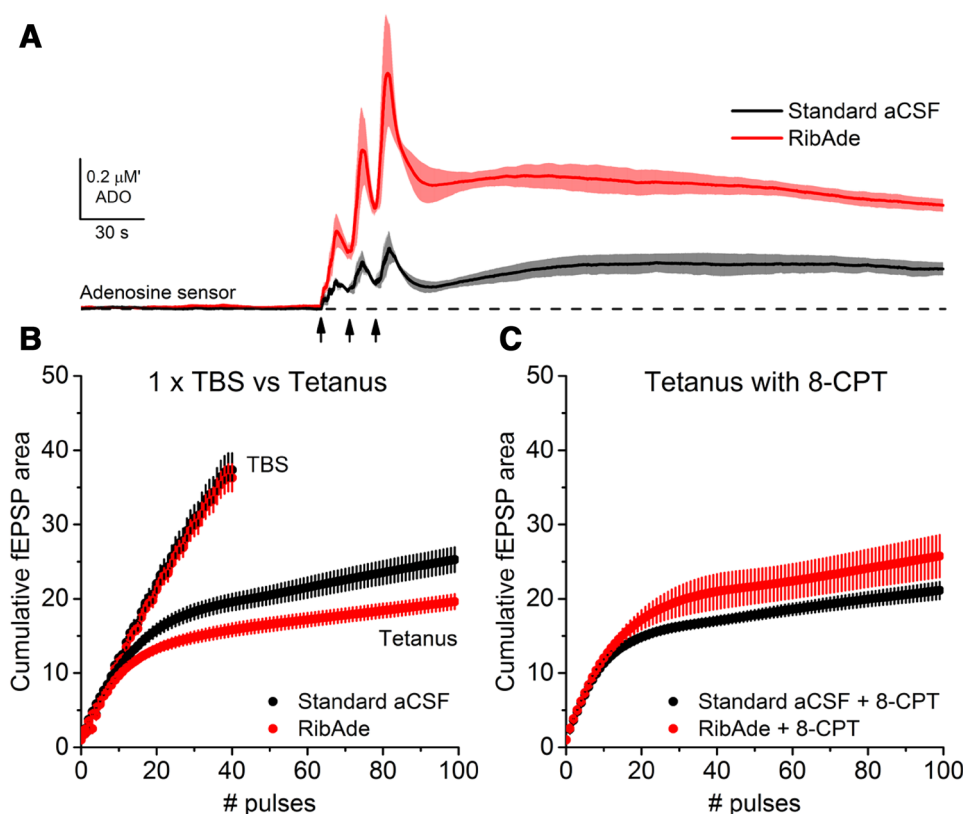 A
Standard aCSF
RibAde
0.2 μM'
ADO
30 s
Adenosine sensor
B
1 x TBS vs Tetanus
50
40
30
20
10
0
Cumulative fEPSP area
TBS
Tetanus
Standard aCSF
RibAde
0
20
40
60
80
100
# pulses
C
Tetanus with 8-CPT
50
40
30
20
10
0
Cumulative fEPSP area
Standard aCSF + 8-CPT
RibAde + 8-CPT
0
20
40
60
80
100
# pulses